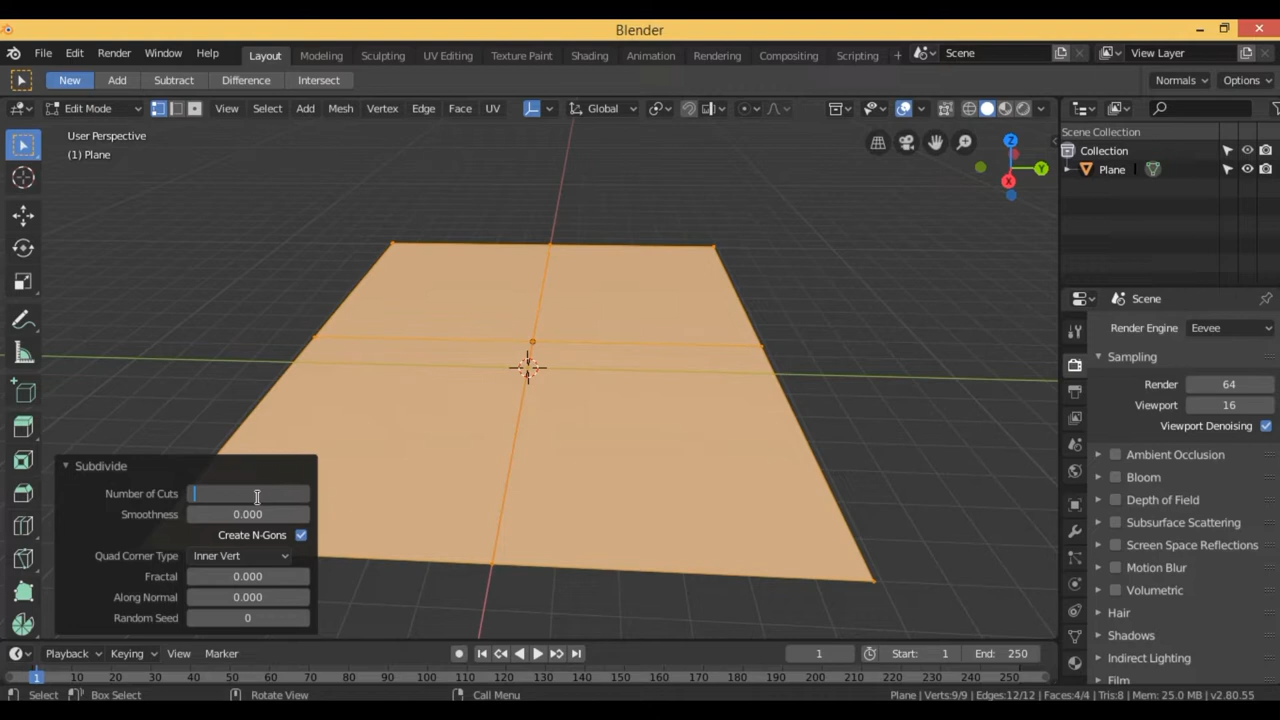 Blender
File Edit Render Window Help Layout Modeling Sculpting UV Editing Texture Paint Shading Animation Rendering Compositing Scripting + Scene View Layer
New Add Subtract Difference Intersect Normals Options
Edit Mode View Select Add Mesh Vertex Edge Face UV Global
User Perspective
(1) Plane
Z
Y
X
Scene Collection
Collection
Plane
Scene
Render Engine Eevee
Sampling
Render 64
Viewport 16
Viewport Denoising
Ambient Occlusion
Bloom
Depth of Field
Subsurface Scattering
Screen Space Reflections
Motion Blur
Volumetric
Hair
Shadows
Indirect Lighting
Film
Subdivide
Number of Cuts
Smoothness 0.000
Create N-Gons
Quad Corner Type Inner Vert
Fractal 0.000
Along Normal 0.000
Random Seed 0
Playback Keying View Marker 1 Start: 1 End: 250
1 10 20 30 40 50 60 70 80 90 100 110 120 130 140 150 160 170 180 190 200 210 220 230 240 250
Select Box Select Rotate View Call Menu Plane | Verts:9/9 | Edges:12/12 | Faces:4/4 | Tris:8 | Mem: 25.0 MB | v2.80.55